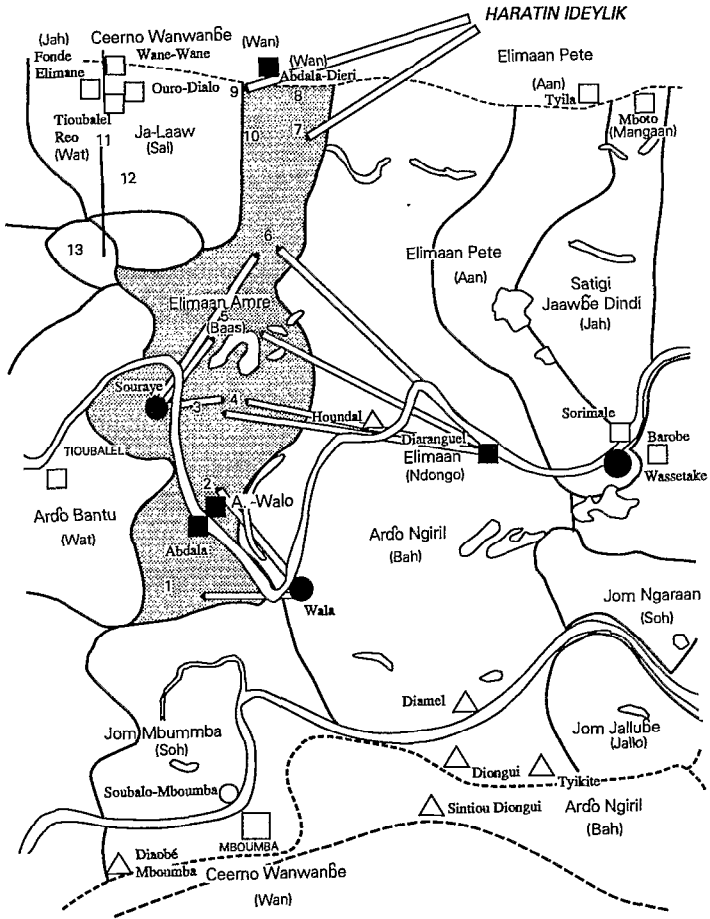 HARATIN IDEYLIK
(Jah)
Ceerno Wanwanɓe
(Wan)
Fonde
Elimane
Wane-Wane
(Wan)
Abdala-Dieri
Elimaan Pete
(Aan)
Tyila
Ouro-Dialo
9
8
Mboto
(Mangaan)
Tioubalel
Reo
(Wat)
Ja-Laaw
(Sal)
10
7
11
12
13
6
Elimaan Pete
(Aan)
Satigi
Jaawɓe Dindi
(Jah)
Elimaan Amre
5
(Baas)
Souraye
3
4
Houndal
Sorimale
Diaranguel
Elimaan
(Ndongo)
Barobe
Wassetake
TIOUBALEL
2
A.-Walo
Arɗo Bantu
(Wat)
Abdala
Arɗo Ngiril
(Bah)
1
Wala
Jom Ngaraan
(Soh)
Diamel
Jom Mbummba
(Soh)
Jom Jalluɓe
(Jallo)
Diongui
Tyikite
Soubalo-Mboumba
Sintiou Diongui
Arɗo Ngiril
(Bah)
MBOUMBA
Diaobé
Mboumba
Ceerno Wanwanɓe
(Wan)